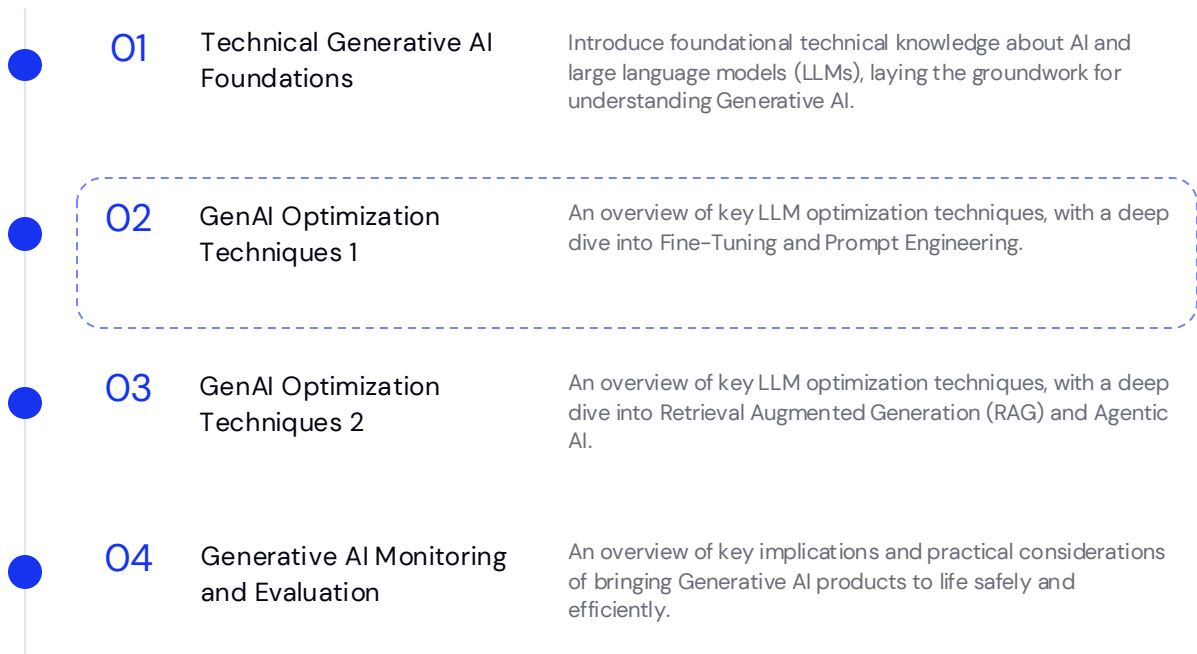 01
Technical Generative AI
Foundations
Introduce foundational technical knowledge about AI and
large language models (LLMs), laying the groundwork for
understanding Generative AI.
02
GenAI Optimization
Techniques 1
An overview of key LLM optimization techniques, with a deep
dive into Fine-Tuning and Prompt Engineering.
03
GenAI Optimization
Techniques 2
An overview of key LLM optimization techniques, with a deep
dive into Retrieval Augmented Generation (RAG) and Agentic
AI.
04
Generative AI Monitoring
and Evaluation
An overview of key implications and practical considerations
of bringing Generative AI products to life safely and
efficiently.